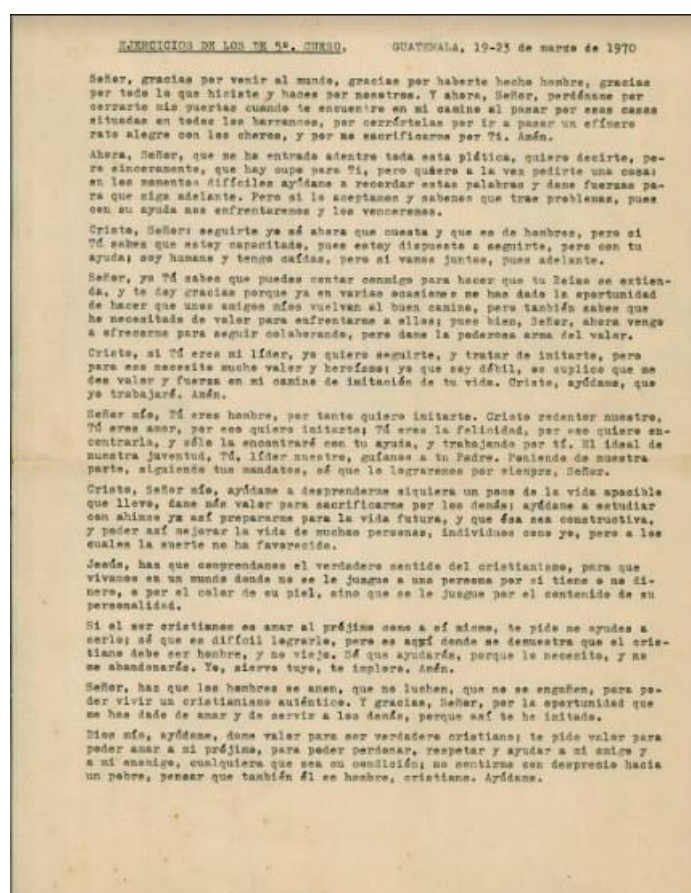 EJERCICIOS DE LOS DE 5º. CURSO. GUATEMALA, 19-23 de marzo de 1970
Señor, gracias por venir al mundo, gracias por haberte hecho hombre, gracias
por todo lo que hiciste y haces por nosotros. Y ahora, Señor, perdóname por
cerrarte mis puertas cuando te encuentro en mi camino al pasar por esas casas
situadas en todos los barrancos, por cerrártelas por ir a pasar un efímero
rato alegre con los cheros, y por no sacrificarme por Ti. Amén.
Ahora, Señor, que me ha entrado adentro toda esta plática, quiero decirte, pe-
ro sinceramente, que hay cupo para Ti, pero quiero a la vez pedirte una cosa:
en los momentos difíciles ayúdame a recordar estas palabras y dame fuerzas pa-
ra que siga adelante. Pero si lo aceptamos y sabemos que trae problemas, pues
con su ayuda nos enfrentaremos y los venceremos.
Cristo, Señor: seguirte yo sé ahora que cuesta y que es de hombres, pero si
Tú sabes que estoy capacitado, pues estoy dispuesto a seguirte, pero con tu
ayuda; soy humano y tengo caídas, pero si vamos juntos, pues adelante.
Señor, ya Tú sabes que puedes contar conmigo para hacer que tu Reino se extien-
da, y te doy gracias porque ya en varias ocasiones me has dado la oportunidad
de hacer que unos amigos míos vuelvan al buen camino, pero también sabes que
he necesitado de valor para enfrentarme a ellos; pues bien, Señor, ahora vengo
a ofrecerme para seguir colaborando, pero dame la poderosa arma del valor.
Cristo, si Tú eres mi líder, yo quiero seguirte, y tratar de imitarte, pero
para eso necesito mucho valor y heroísmo; yo que soy débil, os suplico que me
des valor y fuerza en mi camino de imitación de tu vida. Cristo, ayúdame, que
yo trabajaré. Amén.
Señor mío, Tú eres hombre, por tanto quiero imitarte. Cristo redentor nuestro,
Tú eres amor, por eso quiero imitarte; Tú eres la felicidad, por eso quiero en-
contrarla, y sólo la encontraré con tu ayuda, y trabajando por tí. El ideal de
nuestra juventud, Tú, líder nuestro, guíanos a tu Padre. Poniendo de nuestra
parte, siguiendo tus mandatos, sé que lo lograremos por siempre, Señor.
Cristo, Señor mío, ayúdame a desprenderme siquiera un poco de la vida apacible
que llevo, dame más valor para sacrificarme por los demás; ayúdame a estudiar
con ahínco ya así prepararme para la vida futura, y que ésa sea constructiva,
y poder así mejorar la vida de muchas personas, individuos como yo, pero a los
cuales la suerte no ha favorecido.
Jesús, haz que comprendamos el verdadero sentido del cristianismo, para que
vivamos en un mundo donde no se le juzgue a una persona por si tiene o no di-
nero, o por el color de su piel, sino que se le juzgue por el contenido de su
personalidad.
Si el ser cristianos es amar al prójimo como a sí mismo, te pido me ayudes a
serlo; sé que es difícil lograrlo, pero es aquí donde se demuestra que el cris-
tiano debe ser hombre, y no viejo. Sé que ayudarás, porque lo necesito, y no
me abandonarás. Yo, siervo tuyo, te imploro. Amén.
Señor, haz que los hombres se amen, que no luchen, que no se engañen, para po-
der vivir un cristianismo auténtico. Y gracias, Señor, por la oportunidad que
me has dado de amar y de servir a los demás, porque así te he imitado.
Dios mío, ayúdame, dame valor para ser verdadero cristiano; te pido valor para
poder amar a mi prójimo, para poder perdonar, respetar y ayudar a mi amigo y
a mi enemigo, cualquiera que sea su condición; no sentirme con desprecio hacia
un pobre, pensar que también él es hombre, cristiano. Ayúdame.